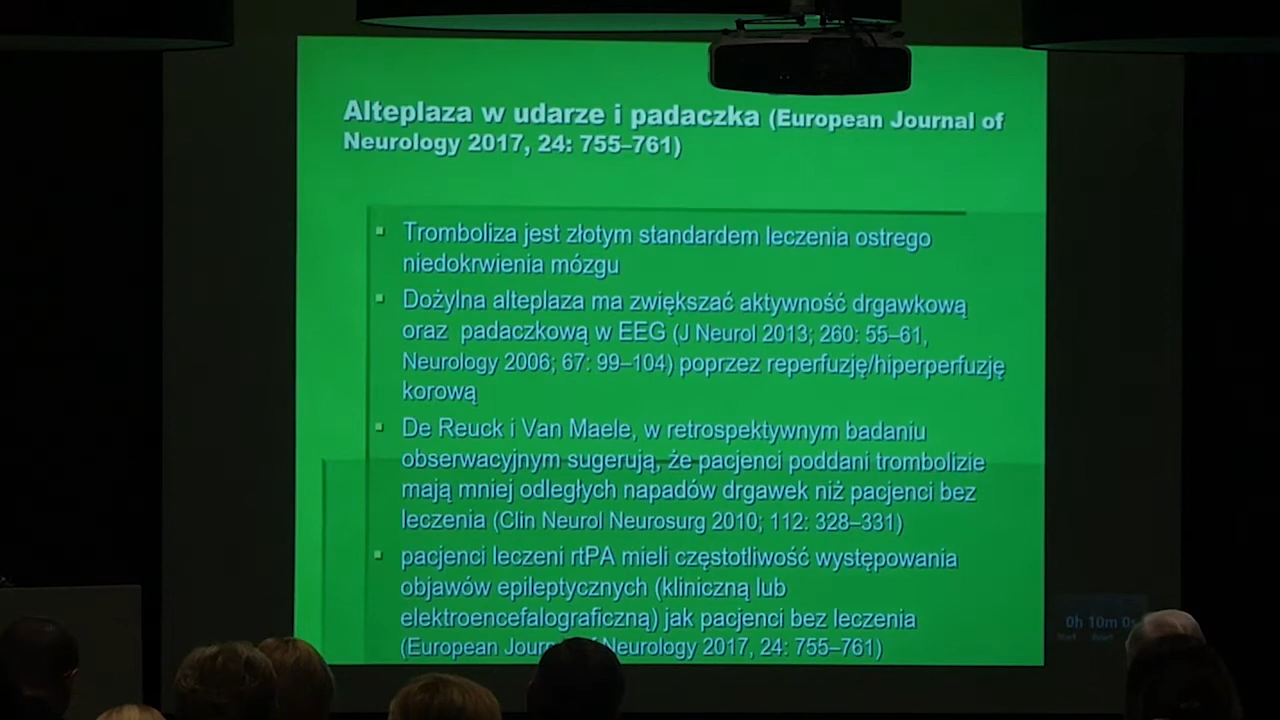 Alteplaza w udarze i padaczka (European Journal of
Neurology 2017, 24: 755–761)
Tromboliza jest złotym standardem leczenia ostrego
niedokrwienia mózgu
Dożylna alteplaza ma zwiększać aktywność drgawkową
oraz padaczkową w EEG (J Neurol 2013; 260: 55–61,
Neurology 2006; 67: 99–104) poprzez reperfuzję/hiperperfuzję
korową
De Reuck i Van Maele, w retrospektywnym badaniu
obserwacyjnym sugerują, że pacjenci poddani trombolizie
mają mniej odległych napadów drgawek niż pacjenci bez
leczenia (Clin Neurol Neurosurg 2010; 112: 328–331)
pacjenci leczeni rtPA mieli częstotliwość występowania
objawów epileptycznych (kliniczną lub
elektroencefalograficzną) jak pacjenci bez leczenia
(European Neurology 2017, 24: 755–761)
0h 10m